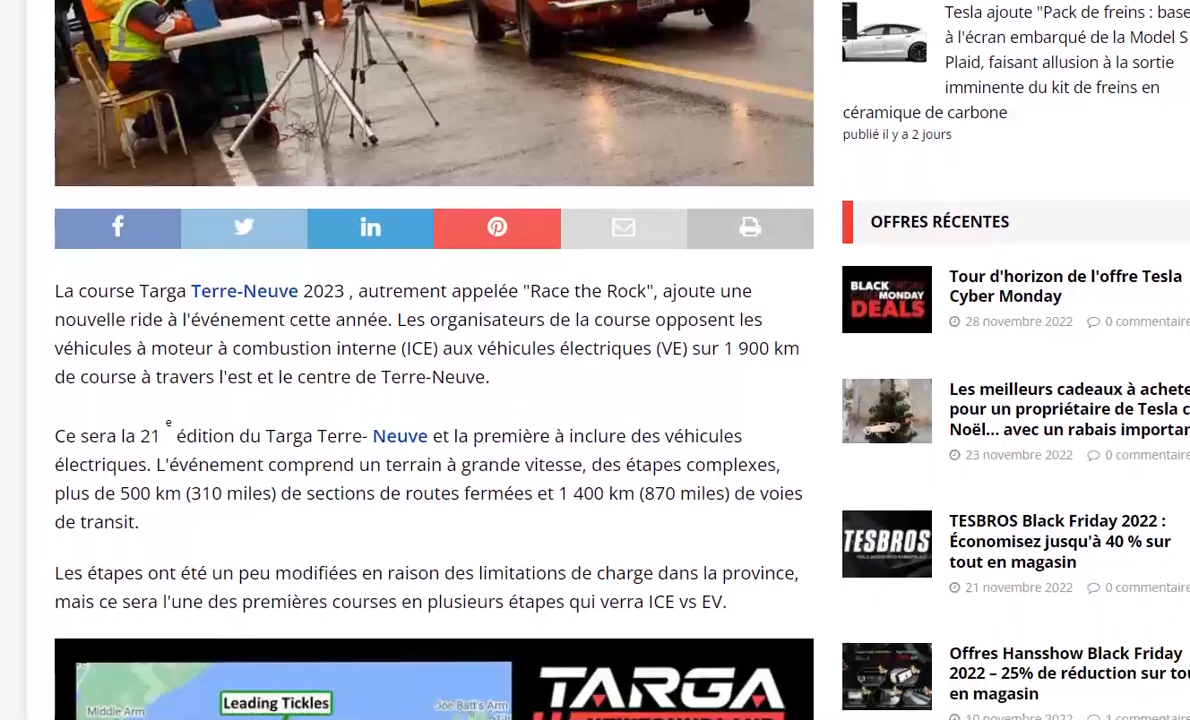 Tesla ajoute "Pack de freins : base
à l'écran embarqué de la Model S
Plaid, faisant allusion à la sortie
imminente du kit de freins en
céramique de carbone
publié il y a 2 jours
La course Targa Terre-Neuve 2023 , autrement appelée "Race the Rock", ajoute une
nouvelle ride à l'événement cette année. Les organisateurs de la course opposent les
véhicules à moteur à combustion interne (ICE) aux véhicules électriques (VE) sur 1 900 km
de course à travers l'est et le centre de Terre-Neuve.
Ce sera la 21 e édition du Targa Terre- Neuve et la première à inclure des véhicules
électriques. L'événement comprend un terrain à grande vitesse, des étapes complexes,
plus de 500 km (310 miles) de sections de routes fermées et 1 400 km (870 miles) de voies
de transit.
Les étapes ont été un peu modifiées en raison des limitations de charge dans la province,
mais ce sera l'une des premières courses en plusieurs étapes qui verra ICE vs EV.
Leading Tickles
Middle Arm
Joe Batt's Arm
TARGA
OFFRES RÉCENTES
BLACK FRIDAY
CYBER MONDAY
DEALS
Tour d'horizon de l'offre Tesla
Cyber Monday
28 novembre 2022 0 commentaire
Les meilleurs cadeaux à achete
pour un propriétaire de Tesla c
Noël... avec un rabais importar
23 novembre 2022 0 commentaire
TESBROS
TESBROS Black Friday 2022 :
Économisez jusqu'à 40 % sur
tout en magasin
21 novembre 2022 0 commentaire
Offres Hansshow Black Friday
2022 – 25% de réduction sur tou
en magasin
10 novembre 2022 1 commentaire